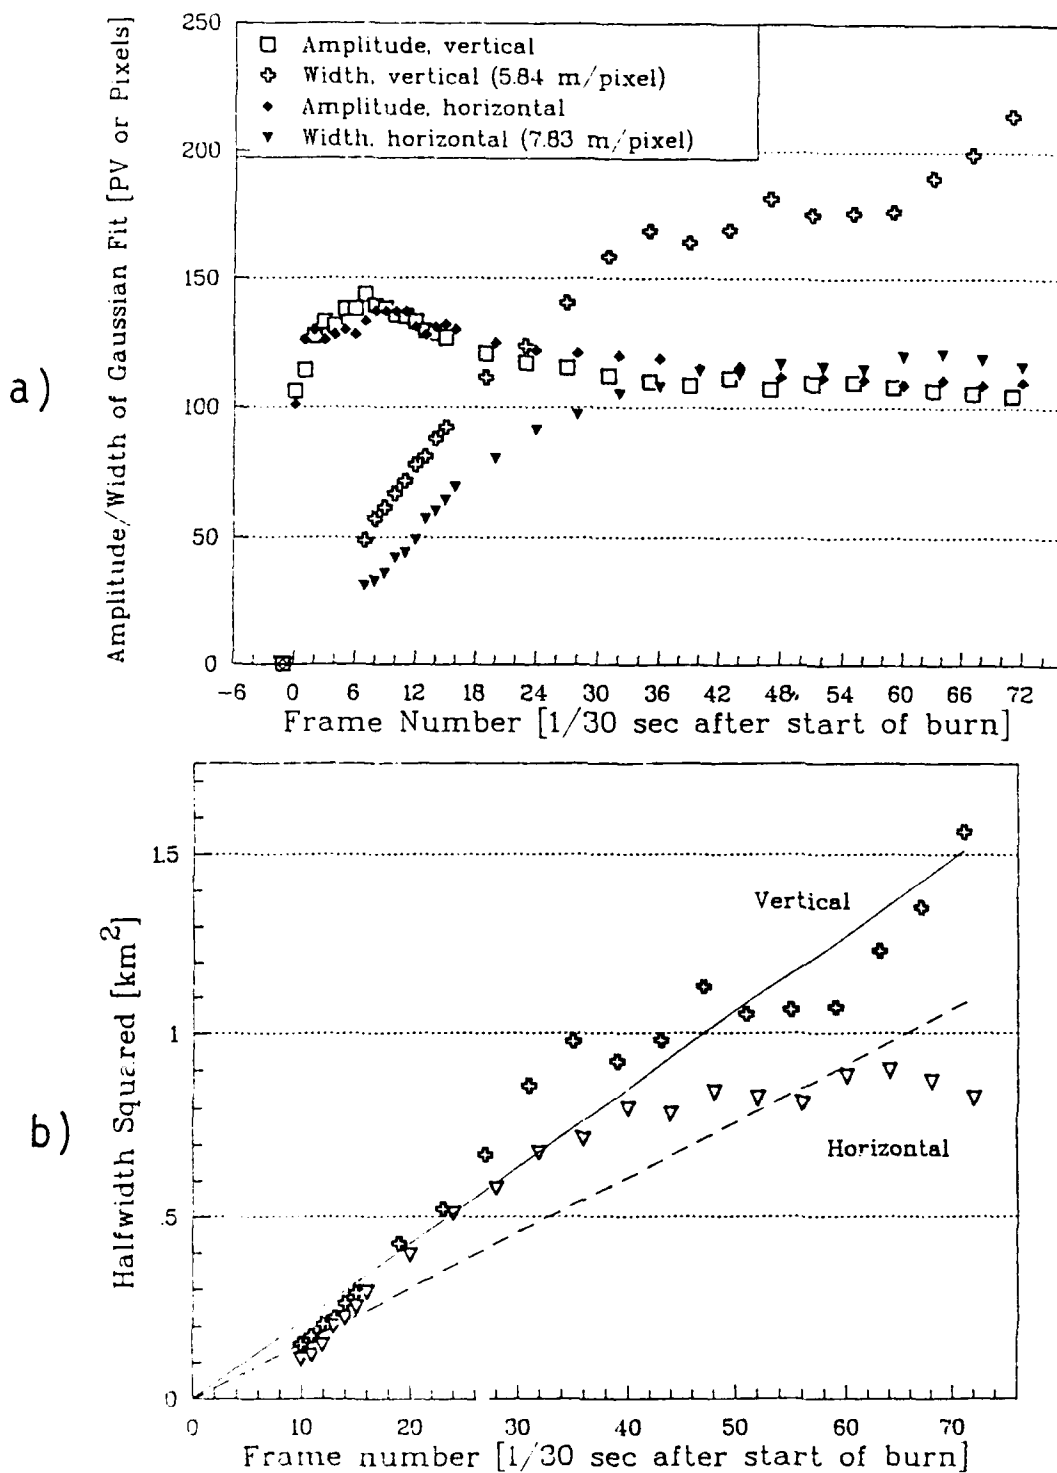 a)
Amplitude/Width of Gaussian Fit [PV or Pixels]
250
200
150
100
50
0
Amplitude, vertical
Width, vertical (5.84 m/pixel)
Amplitude, horizontal
Width, horizontal (7.83 m/pixel)
-6 0 6 12 18 24 30 36 42 48 54 60 66 72
Frame Number [1/30 sec after start of burn]
b)
Halfwidth Squared [km2]
1.5
1
.5
0
Vertical
Horizontal
0 10 20 30 40 50 60 70
Frame number [1/30 sec after start of burn]